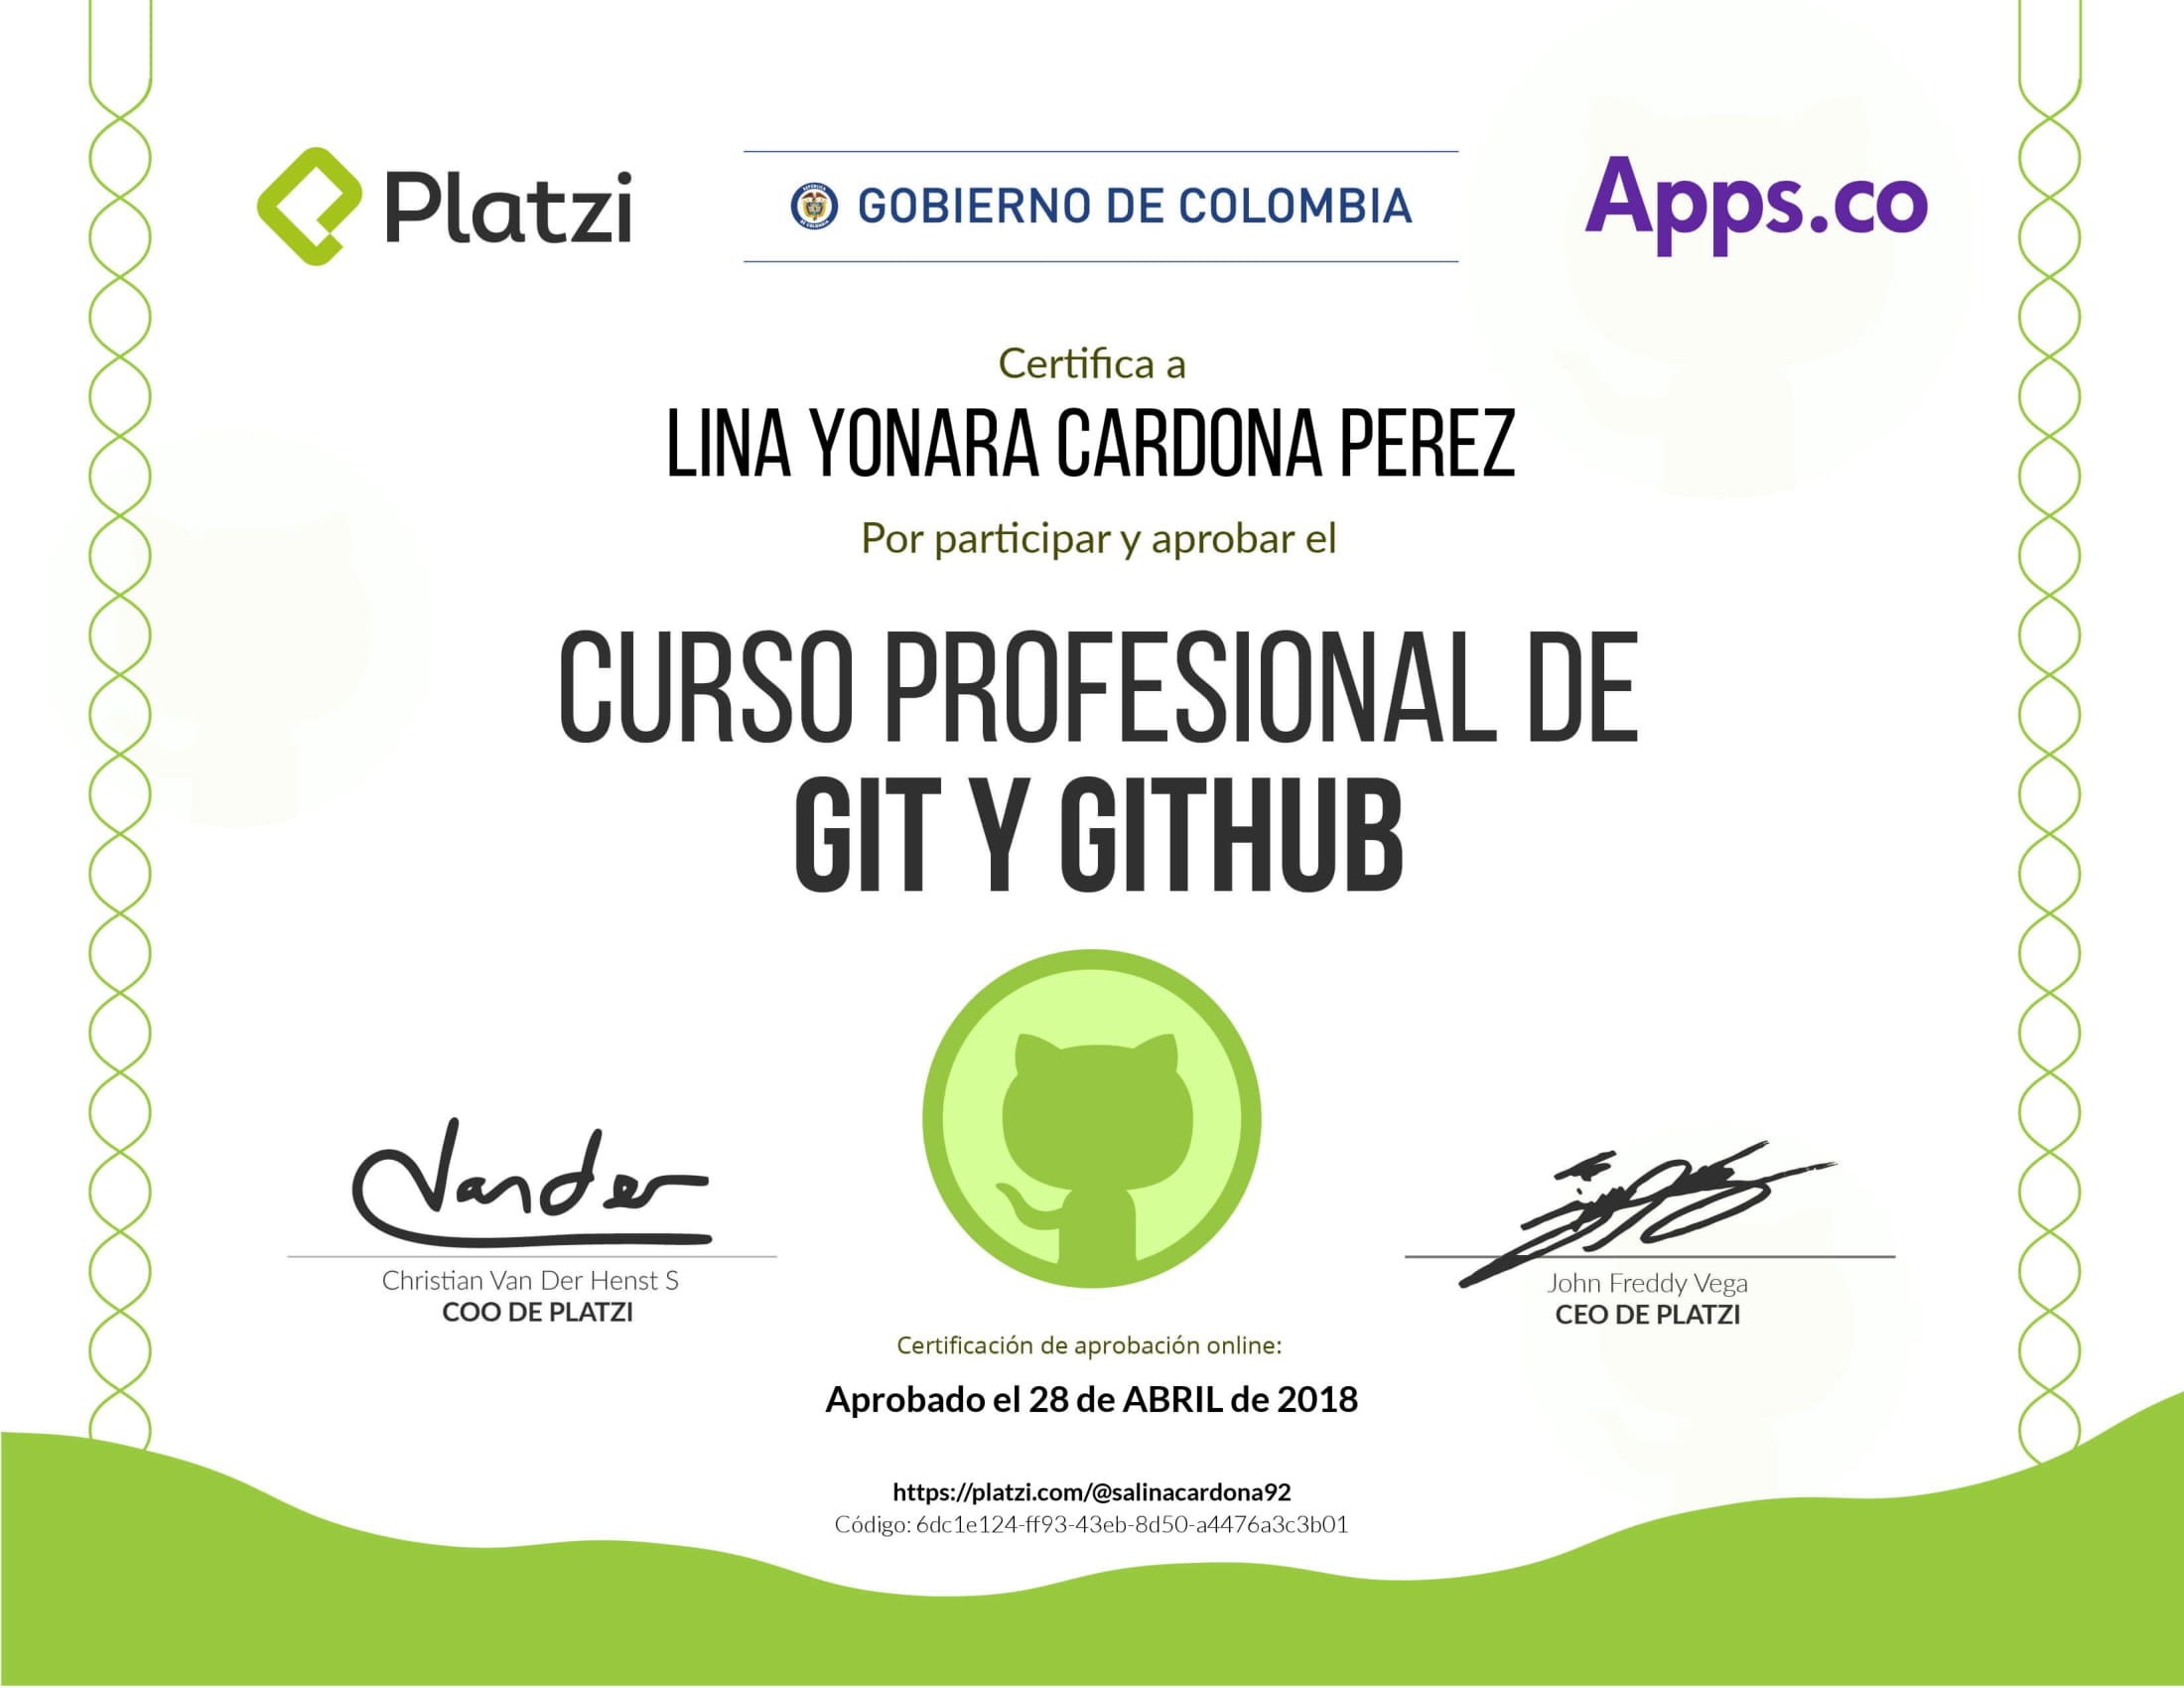 Platzi
GOBIERNO DE COLOMBIA
Apps.co
Certifica a
LINA YONARA CARDONA PEREZ
Por participar y aprobar el
CURSO PROFESIONAL DE
GIT Y GITHUB
Vander
Christian Van Der Henst S
COO DE PLATZI
John Freddy Vega
CEO DE PLATZI
Certificación de aprobación online:
Aprobado el 28 de ABRIL de 2018
https://platzi.com/@salinacardona92
Código: 6dc1e124-ff93-43eb-8d50-a4476a3c3b01